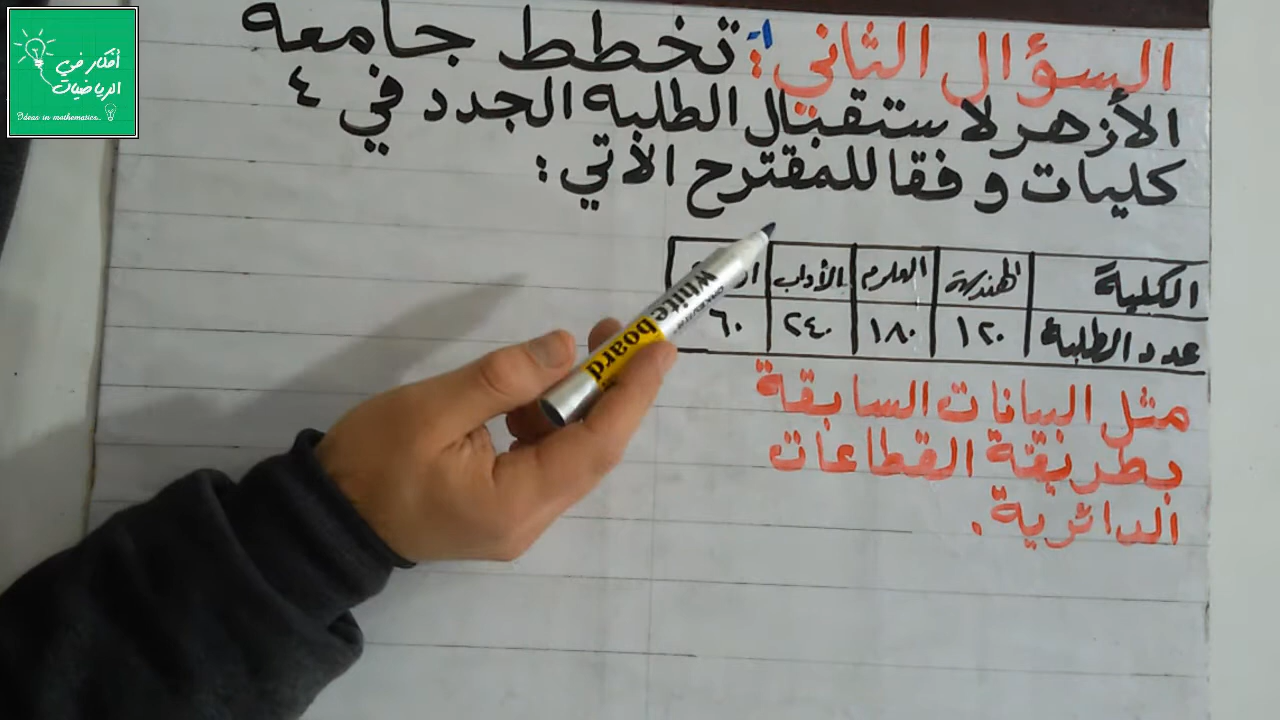 أفكار في
الرياضيات
Ideas in mathematics..
السؤال الثاني: تخطط جامعه
الأزهر لاستقبال الطلبه الجدد في ٤
كليات وفقا للمقترح الأتي :
الكلية الهندسة العلوم الأداب
عدد الطلبة ١٢٠ ١٨٠ ٢٤٠ ٦٠
مثل البيانات السابقة
بطريقة القطاعات
الدائرية .
White board